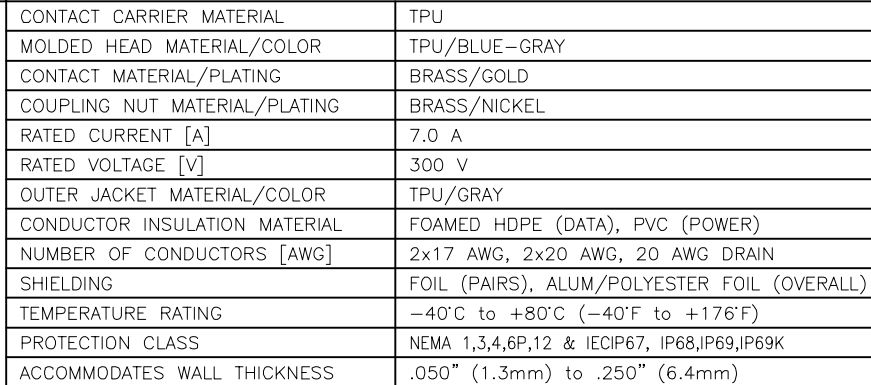 CONTACT CARRIER MATERIAL TPU
MOLDED HEAD MATERIAL/COLOR TPU/BLUE-GRAY
CONTACT MATERIAL/PLATING BRASS/GOLD
COUPLING NUT MATERIAL/PLATING BRASS/NICKEL
RATED CURRENT [A] 7.0 A
RATED VOLTAGE [V] 300 V
OUTER JACKET MATERIAL/COLOR TPU/GRAY
CONDUCTOR INSULATION MATERIAL FOAMED HDPE (DATA), PVC (POWER)
NUMBER OF CONDUCTORS [AWG] 2x17 AWG, 2x20 AWG, 20 AWG DRAIN
SHIELDING FOIL (PAIRS), ALUM/POLYESTER FOIL (OVERALL)
TEMPERATURE RATING -40°C to +80°C (-40°F to +176°F)
PROTECTION CLASS NEMA 1,3,4,6P,12 & IECIP67, IP68,IP69,IP69K
ACCOMMODATES WALL THICKNESS .050" (1.3mm) to .250" (6.4mm)